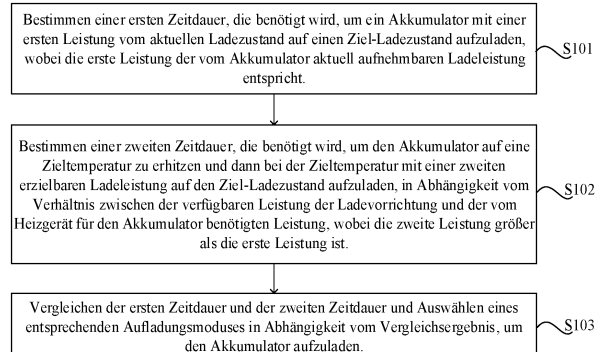 Bestimmen einer ersten Zeitdauer, die benötigt wird, um ein Akkumulator mit einer
ersten Leistung vom aktuellen Ladezustand auf einen Ziel-Ladezustand aufzuladen,
wobei die erste Leistung der vom Akkumulator aktuell aufnehmbaren Ladeleistung
entspricht.
S101
Bestimmen einer zweiten Zeitdauer, die benötigt wird, um den Akkumulator auf eine
Zieltemperatur zu erhitzen und dann bei der Zieltemperatur mit einer zweiten
erzielbaren Ladeleistung auf den Ziel-Ladezustand aufzuladen, in Abhängigkeit vom
Verhältnis zwischen der verfügbaren Leistung der Ladevorrichtung und der vom
Heizgerät für den Akkumulator benötigten Leistung, wobei die zweite Leistung größer
als die erste Leistung ist.
S102
Vergleichen der ersten Zeitdauer und der zweiten Zeitdauer und Auswählen eines
entsprechenden Aufladungsmoduses in Abhängigkeit vom Vergleichsergebnis, um
den Akkumulator aufzuladen.
S103